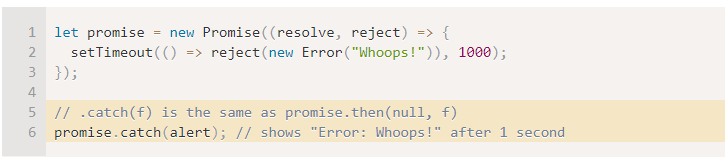 1 let promise = new Promise((resolve, reject) => {
2   setTimeout(() => reject(new Error("Whoops!")), 1000);
3 });
4
5 // .catch(f) is the same as promise.then(null, f)
6 promise.catch(alert); // shows "Error: Whoops!" after 1 second